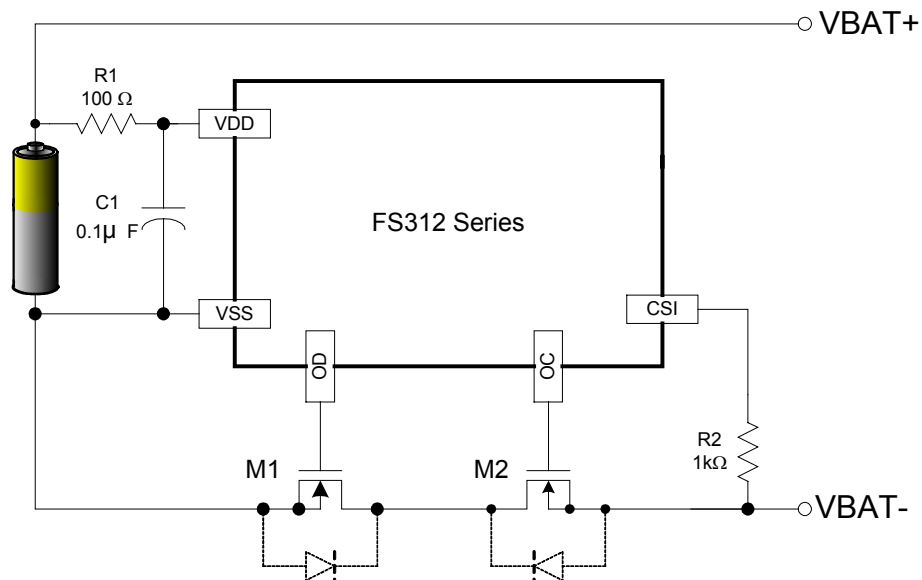 VBAT+
R1
100 Ω
VDD
C1
0.1µ F
FS312 Series
VSS
CSI
OD
OC
R2
1kΩ
M1
M2
VBAT-